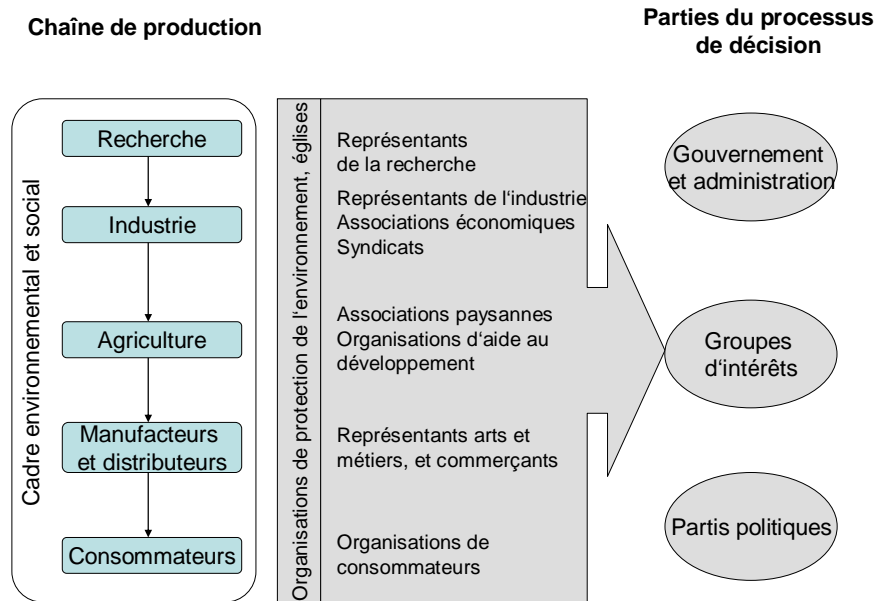 Chaîne de production
Parties du processus
de décision
Cadre environnemental et social
Recherche
Industrie
Agriculture
Manufacteurs
et distributeurs
Consommateurs
Organisations de protection de l'environnement, églises
Représentants
de la recherche
Représentants de l‘industrie
Associations économiques
Syndicats
Associations paysannes
Organisations d‘aide au
développement
Représentants arts et
métiers, et commerçants
Organisations de
consommateurs
Gouvernement
et administration
Groupes
d‘intérêts
Partis politiques